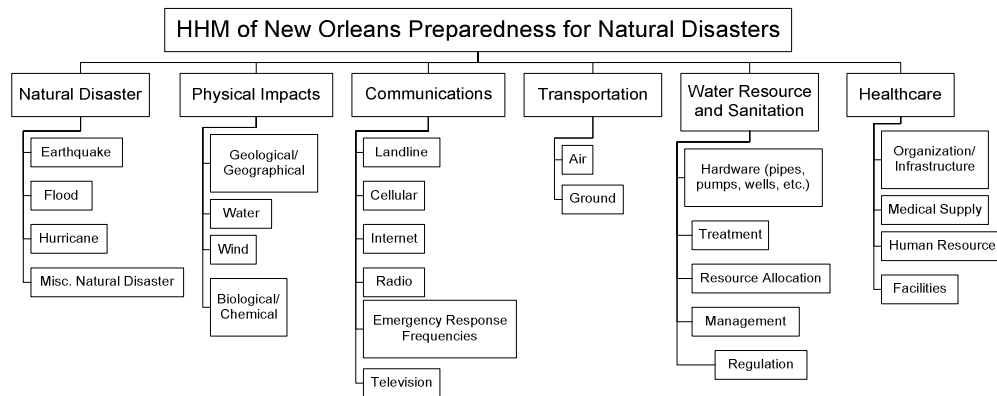 HHM of New Orleans Preparedness for Natural Disasters
Natural Disaster
Earthquake
Flood
Hurricane
Misc. Natural Disaster
Physical Impacts
Geological/
Geographical
Water
Wind
Biological/
Chemical
Communications
Landline
Cellular
Internet
Radio
Emergency Response
Frequencies
Television
Transportation
Air
Ground
Water Resource
and Sanitation
Hardware (pipes,
pumps, wells, etc.)
Treatment
Resource Allocation
Management
Regulation
Healthcare
Organization/
Infrastructure
Medical Supply
Human Resource
Facilities